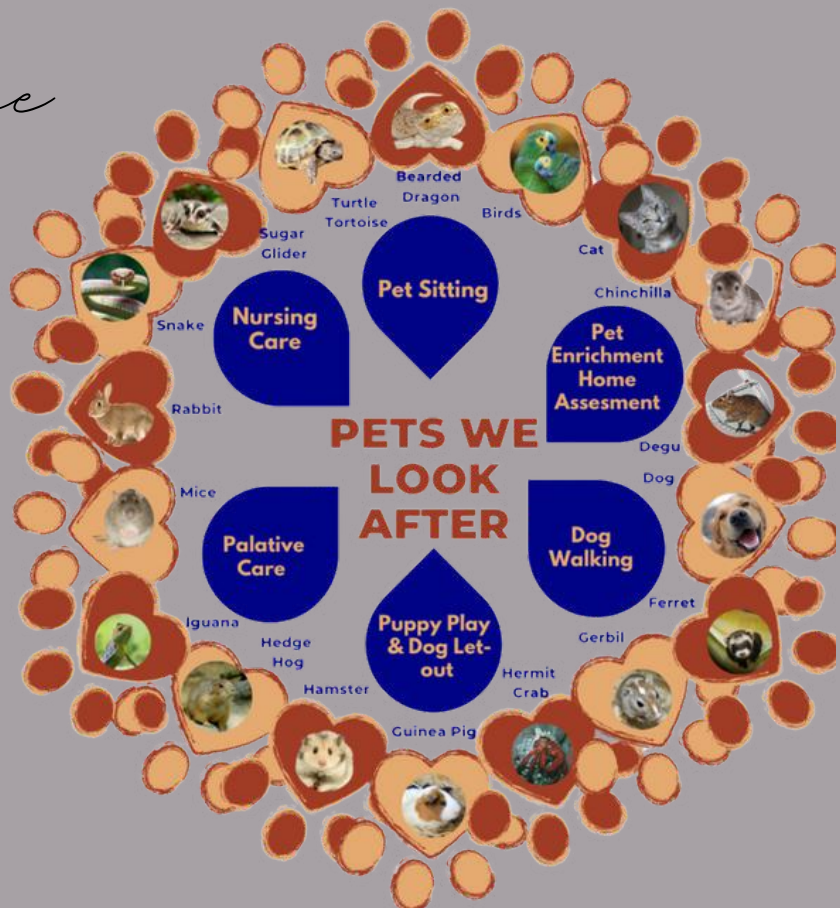 Bearded
Dragon
Birds
Cat
Chinchilla
Degu
Dog
Ferret
Gerbil
Hermit
Crab
Guinea Pig
Hamster
Hedge
Hog
Iguana
Mice
Rabbit
Snake
Sugar
Glider
Turtle
Tortoise
Pet Sitting
Pet
Enrichment
Home
Assesment
Dog
Walking
Puppy Play
& Dog Let-
out
Palative
Care
Nursing
Care
PETS WE
LOOK
AFTER